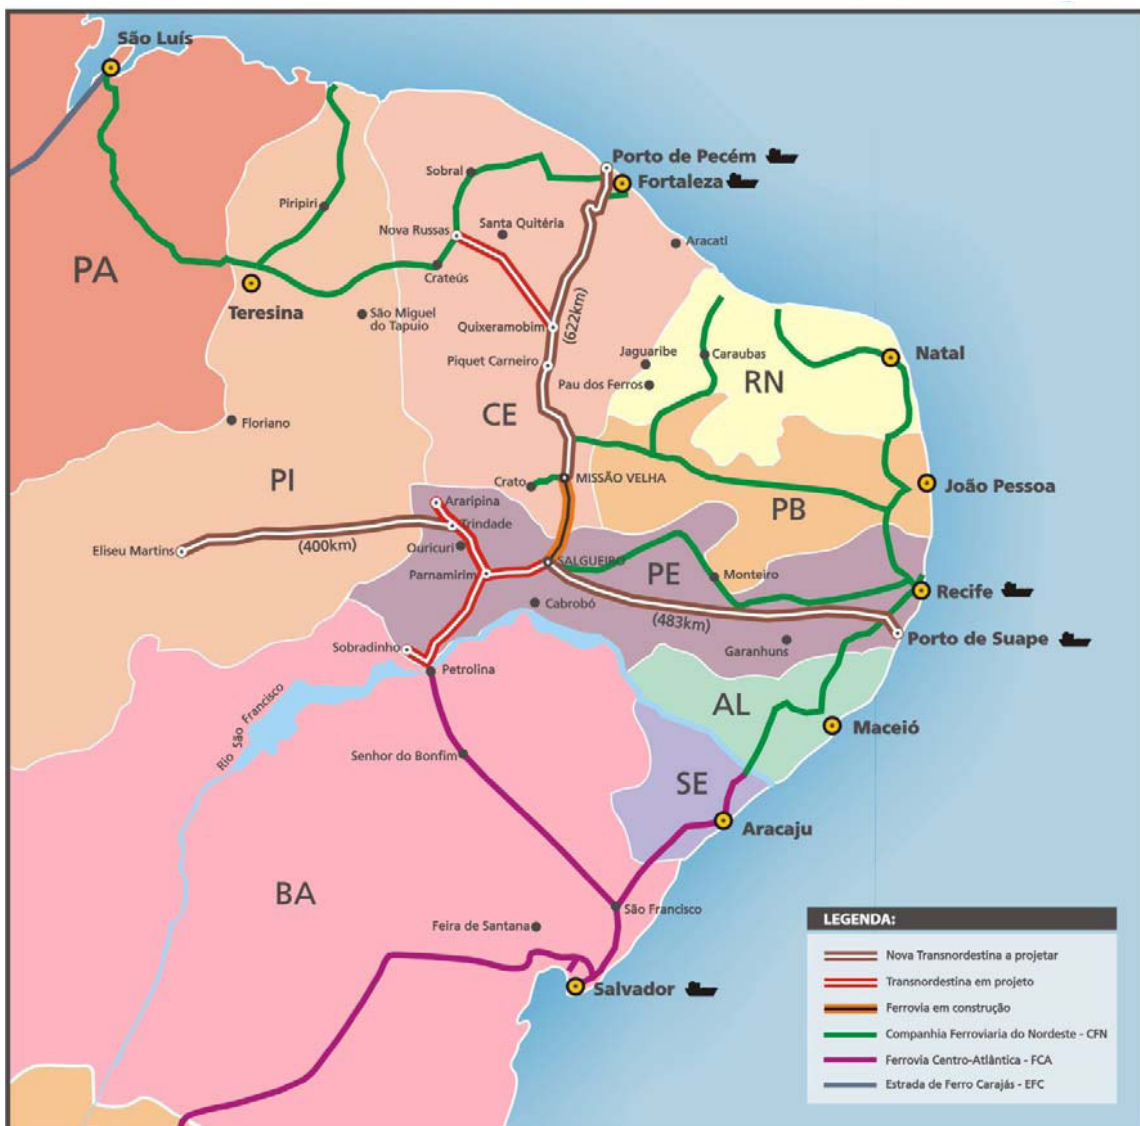 São Luís
Porto de Pecém
Sobral
Fortaleza
Piripiri
Santa Quitéria
Nova Russas
Aracati
PA
Crateús
Teresina
São Miguel
do Tapuio
Quixeramobim
(622km)
Jaguaribe
Caraubas
Natal
Piquet Carneiro
RN
Pau dos Ferros
CE
Floriano
PI
Crato
MISSÃO VELHA
João Pessoa
Araripina
PB
Trindade
Eliseu Martins
(400km)
Ouricuri
SALGUEIRO
Parnamirim
PE
Monteiro
Recife
Cabrobó
(483km)
Porto de Suape
Sobradinho
Garanhuns
Petrolina
Rio São Francisco
AL
Maceió
Senhor do Bonfim
SE
Aracaju
BA
São Francisco
Feira de Santana
Salvador
LEGENDA:
Nova Transnordestina a projetar
Transnordestina em projeto
Ferrovia em construção
Companhia Ferroviaria do Nordeste - CFN
Ferrovia Centro-Atlântica - FCA
Estrada de Ferro Carajás - EFC